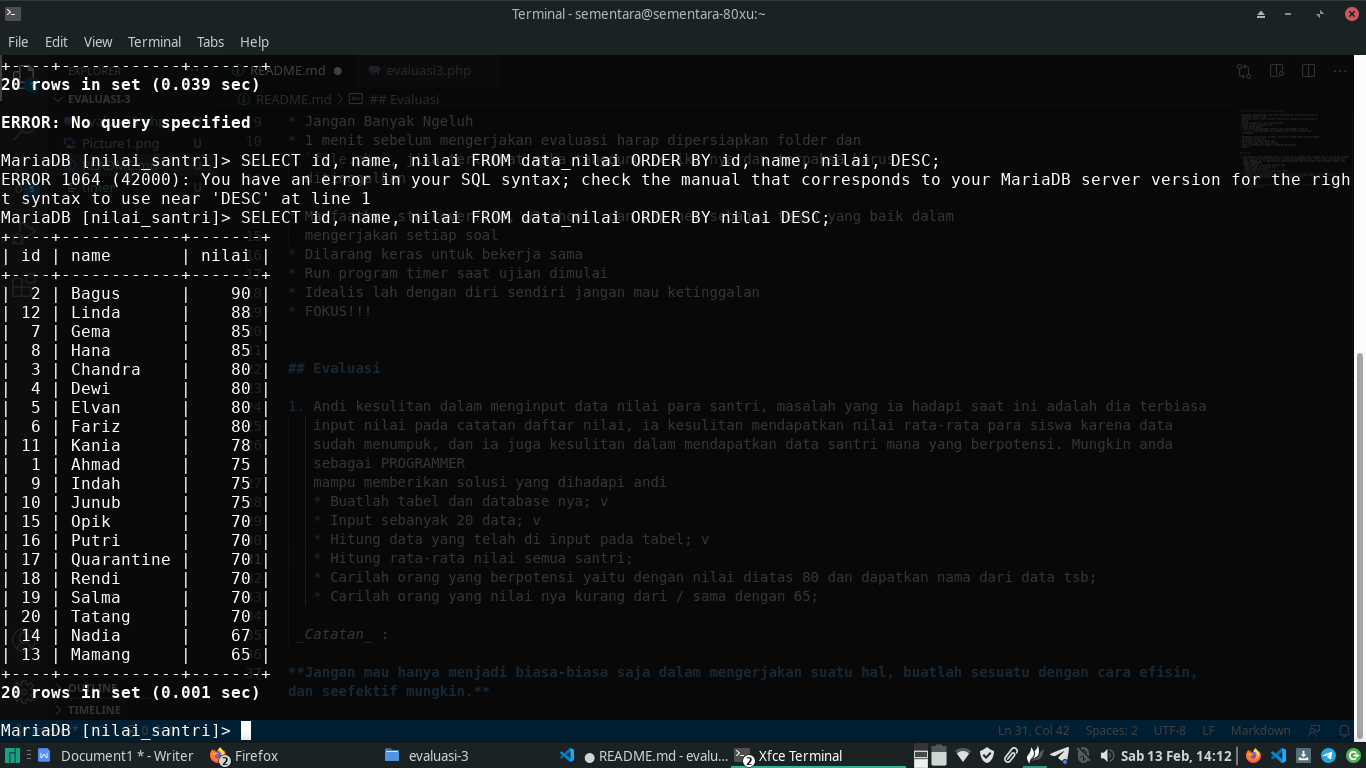 Terminal - sementara@sementara-80xu:~
File Edit View Terminal Tabs Help
+----+------------+-------+
20 rows in set (0.039 sec)
ERROR: No query specified
MariaDB [nilai_santri]> SELECT id, name, nilai FROM data_nilai ORDER BY id, name, nilai, DESC;
ERROR 1064 (42000): You have an error in your SQL syntax; check the manual that corresponds to your MariaDB server version for the righ
t syntax to use near 'DESC' at line 1
MariaDB [nilai_santri]> SELECT id, name, nilai FROM data_nilai ORDER BY nilai DESC;
+----+------------+-------+
| id | name       | nilai |
+----+------------+-------+
|  2 | Bagus      |    90 |
| 12 | Linda      |    88 |
|  7 | Gema       |    85 |
|  8 | Hana       |    85 |
|  3 | Chandra    |    80 |
|  4 | Dewi       |    80 |
|  5 | Elvan      |    80 |
|  6 | Fariz      |    80 |
| 11 | Kania      |    78 |
|  1 | Ahmad      |    75 |
|  9 | Indah      |    75 |
| 10 | Junub      |    75 |
| 15 | Opik       |    70 |
| 16 | Putri      |    70 |
| 17 | Quarantine |    70 |
| 18 | Rendi      |    70 |
| 19 | Salma      |    70 |
| 20 | Tatang     |    70 |
| 14 | Nadia      |    67 |
| 13 | Mamang     |    65 |
+----+------------+-------+
20 rows in set (0.001 sec)
MariaDB [nilai_santri]>
EXPLORER
README.md
evaluasi3.php
EVALUASI-3
README.md > ## Evaluasi
Picture1.png U
* Jangan Banyak Ngeluh
* 1 menit sebelum mengerjakan evaluasi harap dipersiapkan folder dan
yang baik dalam
mengerjakan setiap soal
* Dilarang keras untuk bekerja sama
* Run program timer saat ujian dimulai
* Idealis lah dengan diri sendiri jangan mau ketinggalan
* FOKUS!!!
## Evaluasi
1. Andi kesulitan dalam menginput data nilai para santri, masalah yang ia hadapi saat ini adalah dia terbiasa
input nilai pada catatan daftar nilai, ia kesulitan mendapatkan nilai rata-rata para siswa karena data
sudah menumpuk, dan ia juga kesulitan dalam mendapatkan data santri mana yang berpotensi. Mungkin anda
sebagai PROGRAMMER
mampu memberikan solusi yang dihadapi andi
* Buatlah tabel dan database nya; v
* Input sebanyak 20 data; v
* Hitung data yang telah di input pada tabel; v
* Hitung rata-rata nilai semua santri;
* Carilah orang yang berpotensi yaitu dengan nilai diatas 80 dan dapatkan nama dari data tsb;
* Carilah orang yang nilai nya kurang dari / sama dengan 65;
_Catatan_ :
**Jangan mau hanya menjadi biasa-biasa saja dalam mengerjakan suatu hal, buatlah sesuatu dengan cara efisin,
dan seefektif mungkin.**
OUTLINE
TIMELINE
Ln 31, Col 42 Spaces: 2 UTF-8 LF Markdown
Document1 * - Writer
2 Firefox
evaluasi-3
● README.md - evalu...
2 Xfce Terminal
Sab 13 Feb, 14:12